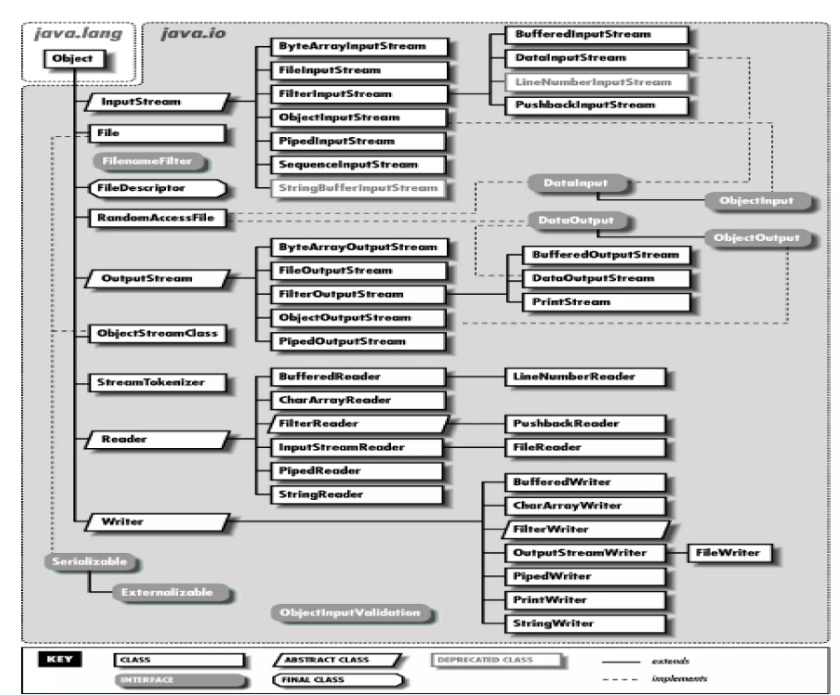 java.lang
java.io
Object
InputStream
File
FilenameFilter
FileDescriptor
RandomAccessFile
OutputStream
ObjectStreamClass
StreamTokenizer
Reader
Writer
Serializable
Externalizable
ByteArrayInputStream
FileInputStream
FilterInputStream
ObjectInputStream
PipedInputStream
SequenceInputStream
StringBufferInputStream
BufferedInputStream
DataInputStream
LineNumberInputStream
PushbackInputStream
DataInput
ObjectInput
DataOutput
ObjectOutput
ByteArrayOutputStream
FileOutputStream
FilterOutputStream
ObjectOutputStream
PipedOutputStream
BufferedOutputStream
DataOutputStream
PrintStream
BufferedReader
CharArrayReader
FilterReader
InputStreamReader
PipedReader
StringReader
LineNumberReader
PushbackReader
FileReader
BufferedWriter
CharArrayWriter
FilterWriter
OutputStreamWriter
PipedWriter
PrintWriter
StringWriter
FileWriter
ObjectInputValidation
KEY
CLASS
INTERFACE
ABSTRACT CLASS
FINAL CLASS
DEPRECATED CLASS
extends
implements